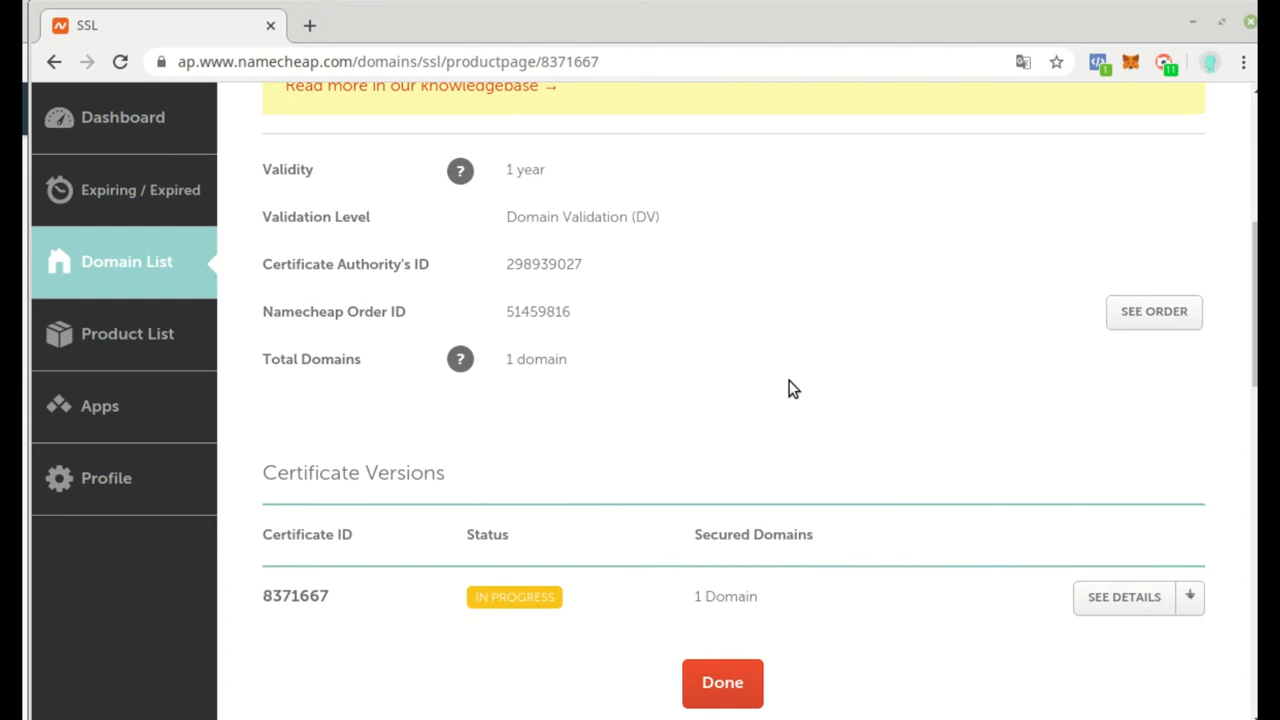 SSL
ap.www.namecheap.com/domains/ssl/productpage/8371667
1
11
Read more in our knowledgebase →
Dashboard
Expiring / Expired
Domain List
Product List
Apps
Profile
Validity ? 1 year
Validation Level Domain Validation (DV)
Certificate Authority's ID 298939027
Namecheap Order ID 51459816 SEE ORDER
Total Domains ? 1 domain
Certificate Versions
Certificate ID Status Secured Domains
8371667 IN PROGRESS 1 Domain SEE DETAILS
Done